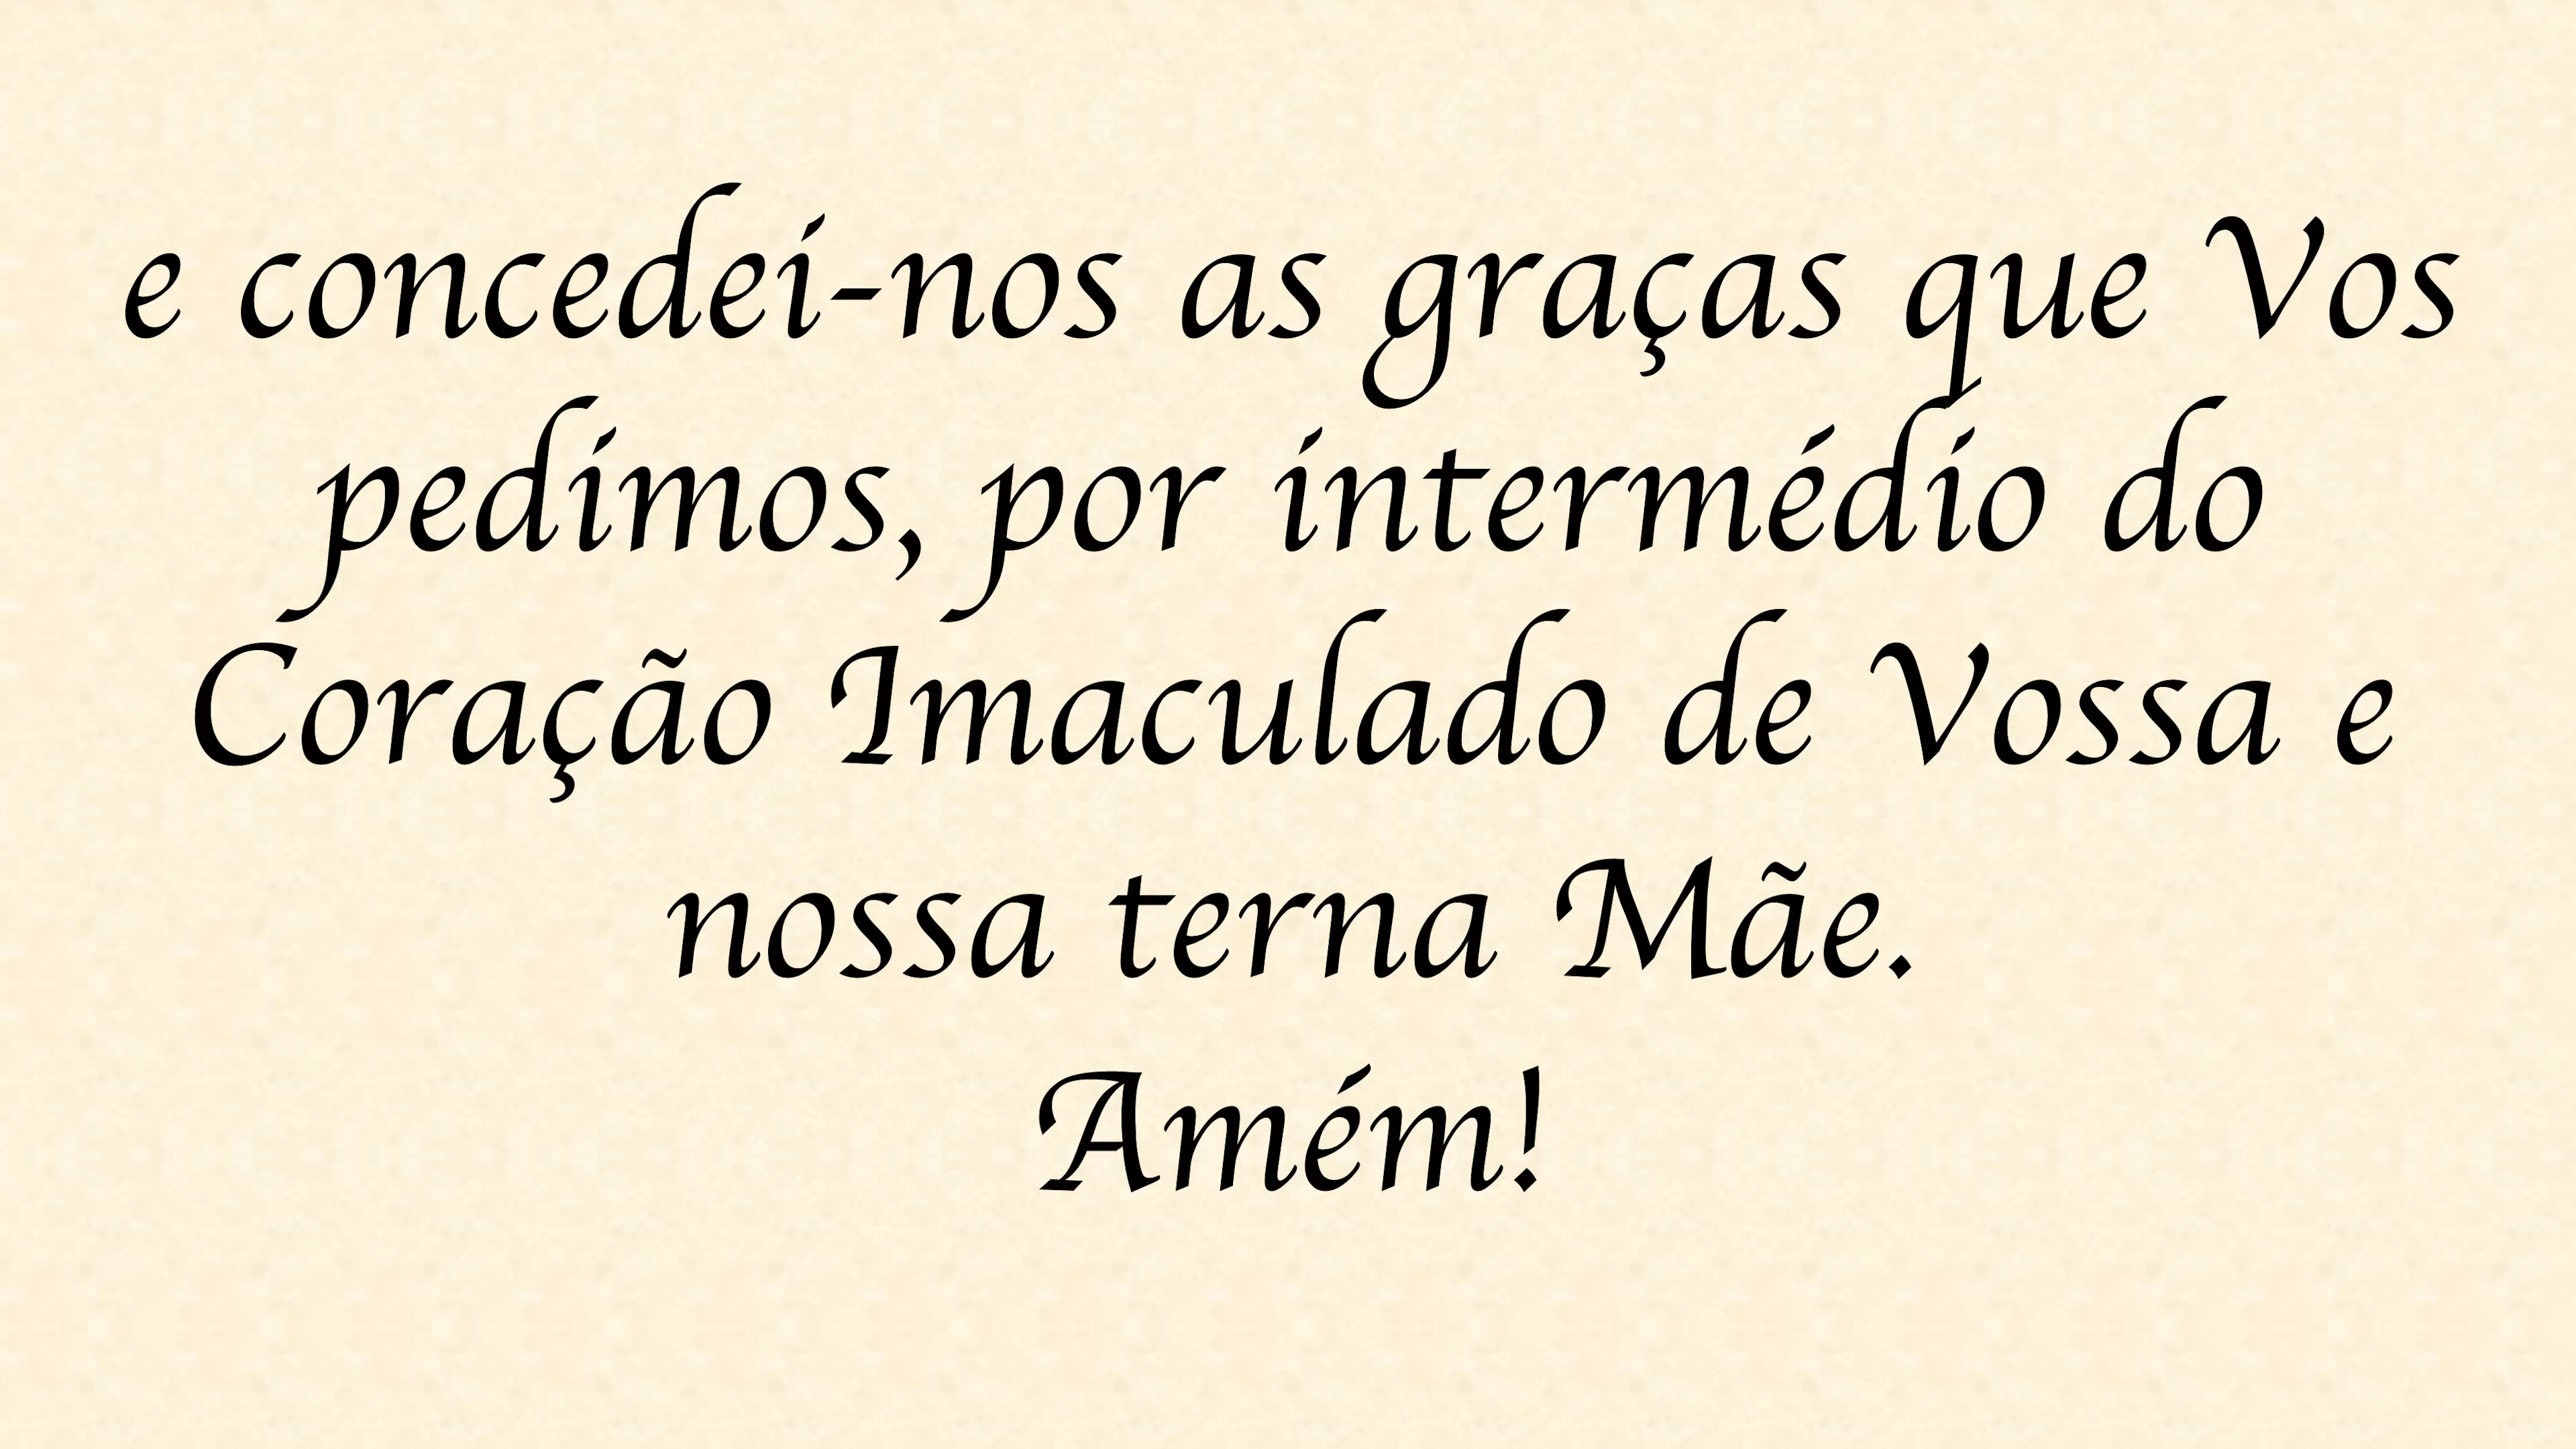 e concedei-nos as graças que Vos
pedimos, por intermédio do
Coração Imaculado de Vossa e
nossa terna Mãe.
Amém!